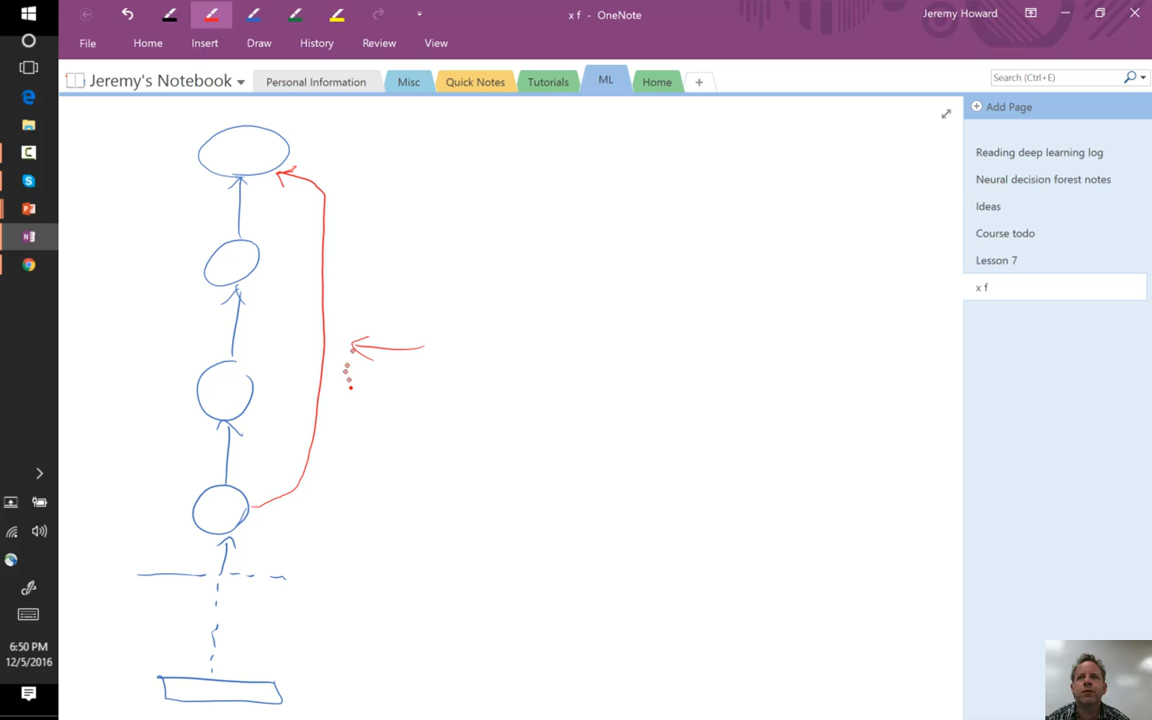 x f - OneNote
Jeremy Howard
File Home Insert Draw History Review View
Jeremy's Notebook
Personal Information
Misc
Quick Notes
Tutorials
ML
Home
Search (Ctrl+E)
Add Page
Reading deep learning log
Neural decision forest notes
Ideas
Course todo
Lesson 7
x f
6:50 PM
12/5/2016